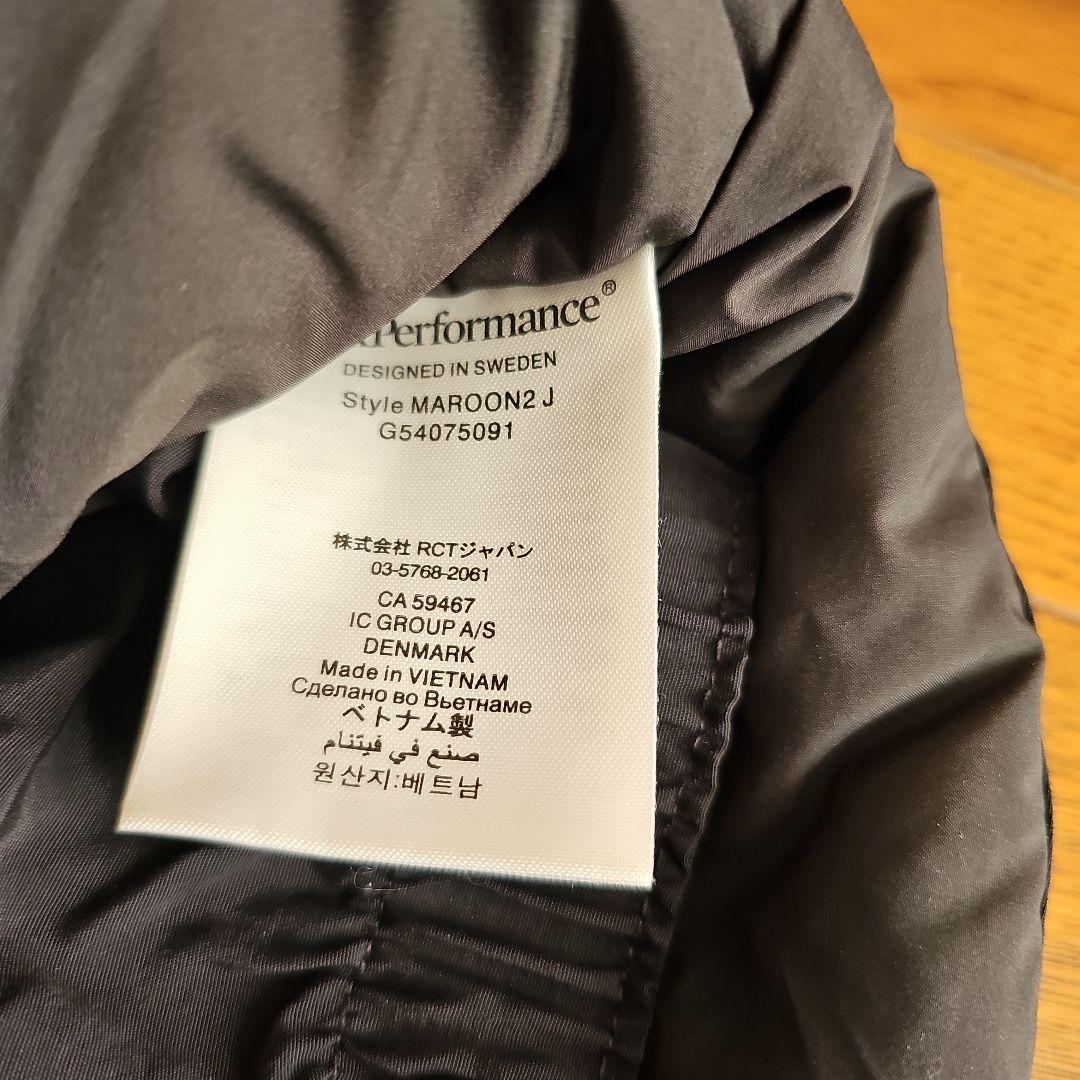 Performance®
DESIGNED IN SWEDEN
Style MAROON2 J
G54075091
株式会社 RCTジャパン
03-5768-2061
CA 59467
IC GROUP A/S
DENMARK
Made in VIETNAM
Сделано во Вьетнаме
ベトナム製
صنع في فيتنام
원산지:베트남